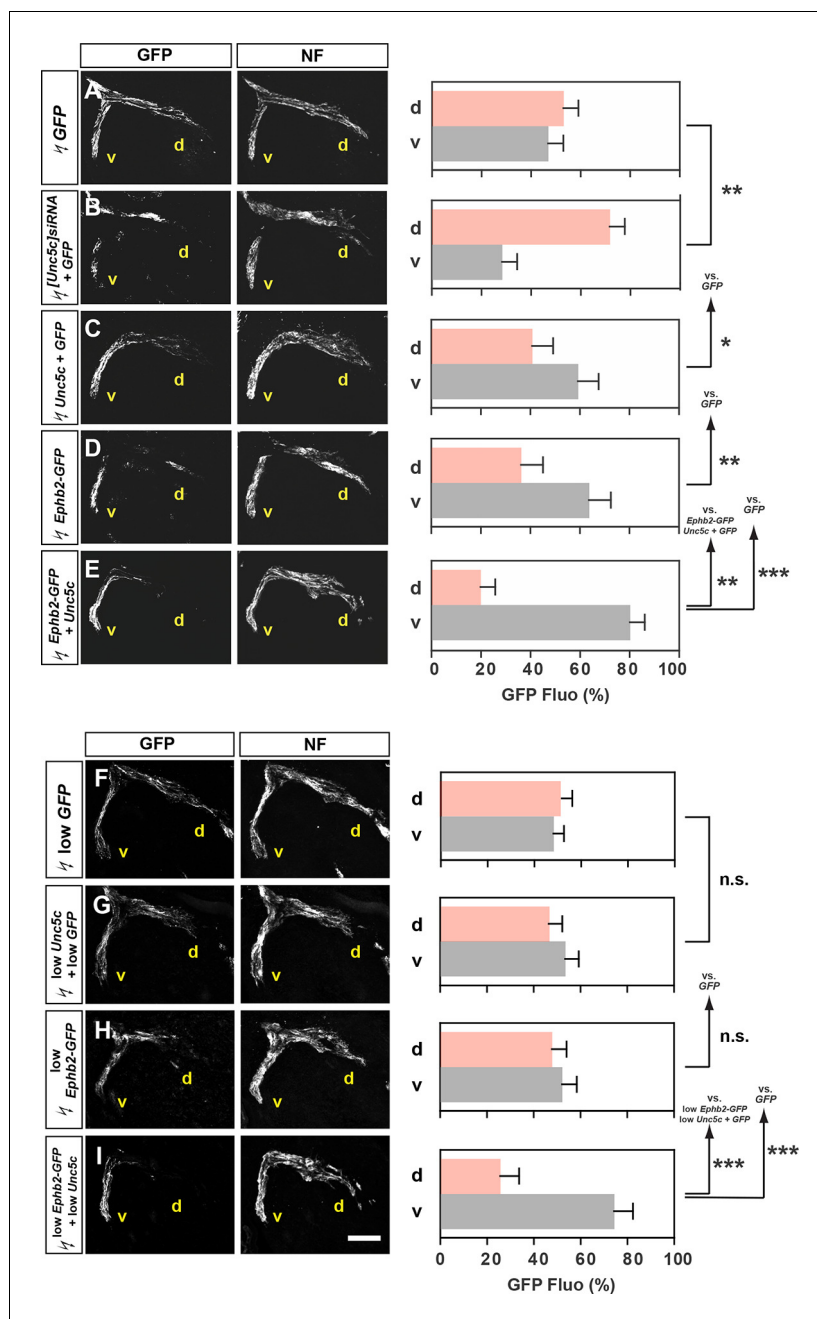 GFP NF
ϟ GFP
A
v d
v d
d
v
**
ϟ [Unc5c]siRNA
+ GFP
B
v d
v d
d
v
vs.
GFP
*
ϟ Unc5c + GFP
C
v d
v d
d
v
vs.
GFP
**
ϟ Ephb2-GFP
D
v d
v d
d
v
vs.
Ephb2-GFP
Unc5c + GFP
**
vs.
GFP
***
ϟ Ephb2-GFP
+ Unc5c
E
v d
v d
d
v
0 20 40 60 80 100
GFP Fluo (%)
GFP NF
ϟ low GFP
F
v d
v d
d
v
n.s.
ϟ low Unc5c
+ low GFP
G
v d
v d
d
v
vs.
GFP
n.s.
ϟ low
Ephb2-GFP
H
v d
v d
d
v
vs.
low Ephb2-GFP
low Unc5c + GFP
***
vs.
GFP
***
ϟ low Ephb2-GFP
+ low Unc5c
I
v d
v d
d
v
0 20 40 60 80 100
GFP Fluo (%)